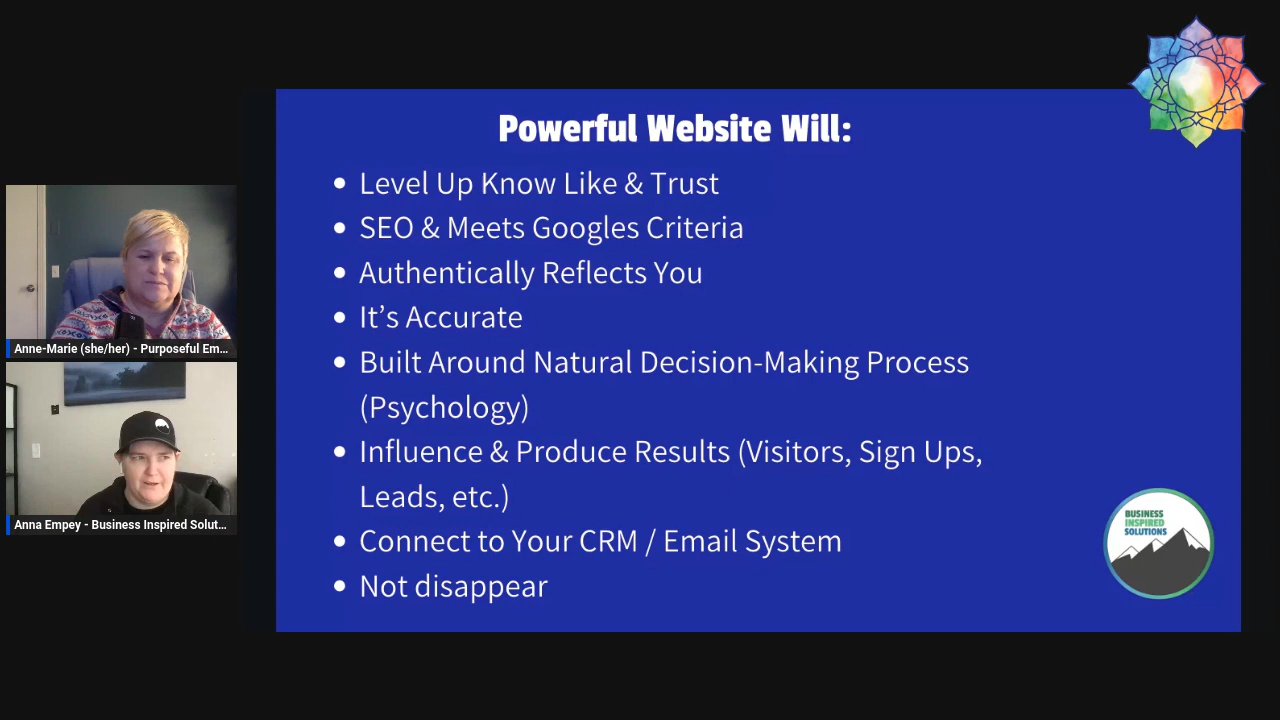 Powerful Website Will:
• Level Up Know Like & Trust
• SEO & Meets Googles Criteria
• Authentically Reflects You
• It’s Accurate
• Built Around Natural Decision-Making Process
(Psychology)
• Influence & Produce Results (Visitors, Sign Ups,
Leads, etc.)
• Connect to Your CRM / Email System
• Not disappear
Anne-Marie (she/her) - Purposeful Em...
Anna Empey - Business Inspired Solut...
BUSINESS
INSPIRED
SOLUTIONS